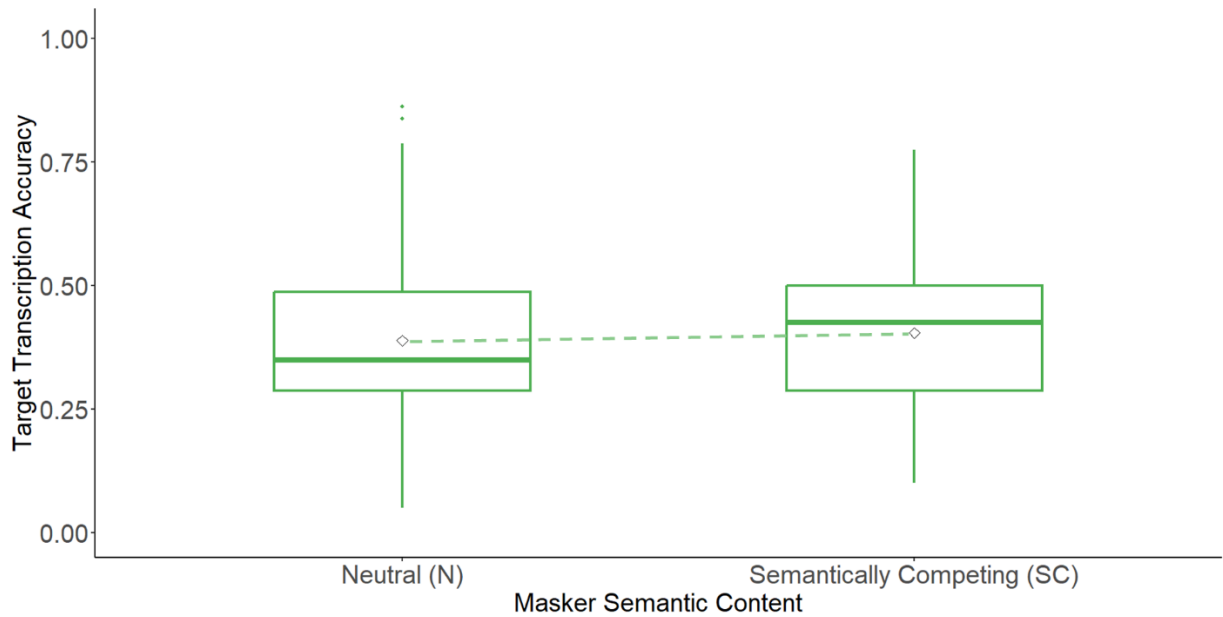 Target Transcription Accuracy
1.00
0.75
0.50
0.25
0.00
Neutral (N)
Semantically Competing (SC)
Masker Semantic Content